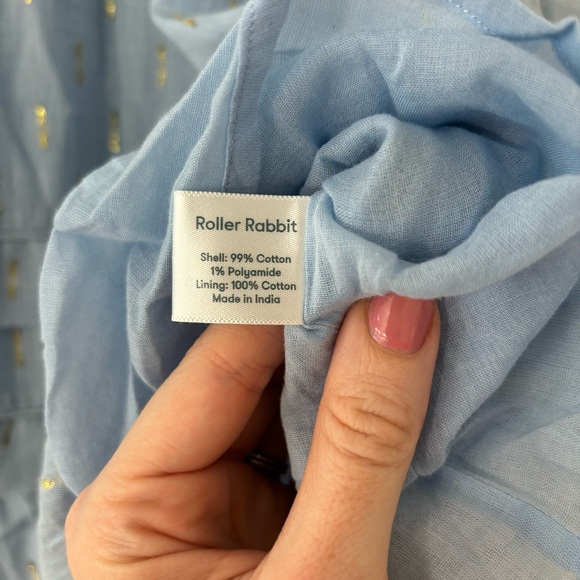 Roller Rabbit
Shell: 99% Cotton
1% Polyamide
Lining: 100% Cotton
Made in India